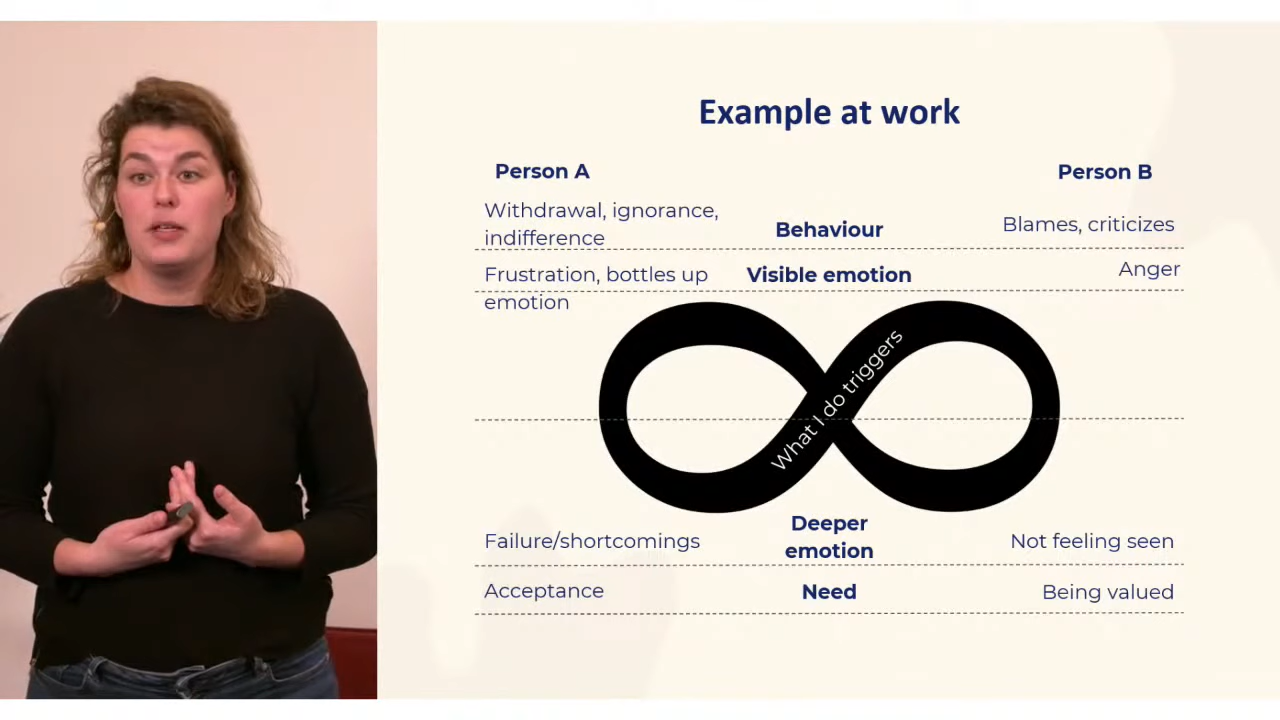 Example at work
Person A
Person B
Withdrawal, ignorance,
indifference
Behaviour
Blames, criticizes
Frustration, bottles up
emotion
Visible emotion
Anger
What I do triggers
Failure/shortcomings
Deeper
emotion
Not feeling seen
Acceptance
Need
Being valued